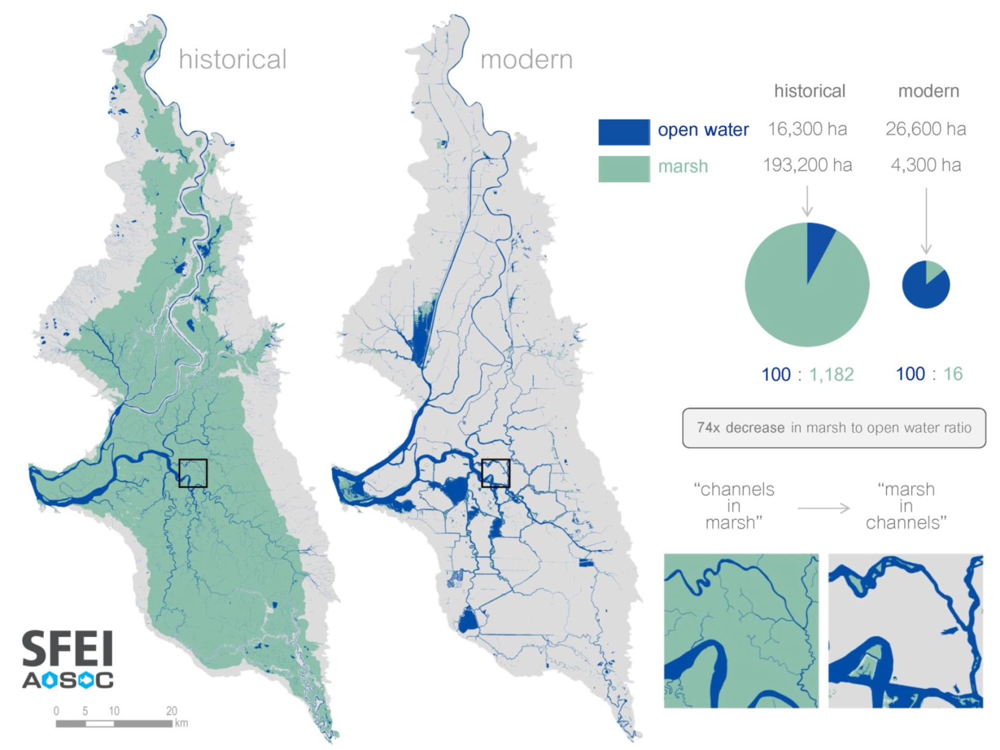 historical
modern
historical modern
open water 16,300 ha 26,600 ha
marsh 193,200 ha 4,300 ha
100 : 1,182 100 : 16
74x decrease in marsh to open water ratio
“channels
in
marsh”
“marsh
in
channels”
SFEI
AOSOC
0 5 10 20
km